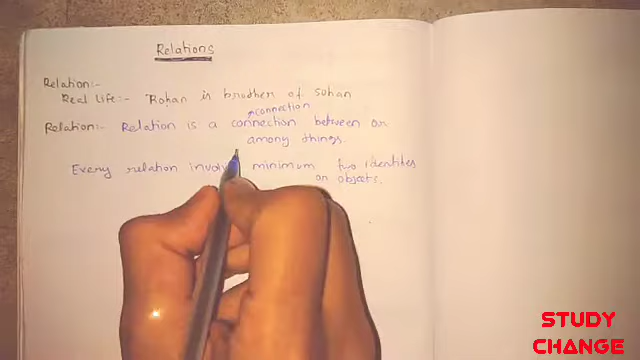 Relations
Relation:-
Real Life:- Rohan is brother of Sohan
connection
Relation:- Relation is a connection between or
among things.
Every relation involve minimum two Identities
or objects.
STUDY
CHANGE